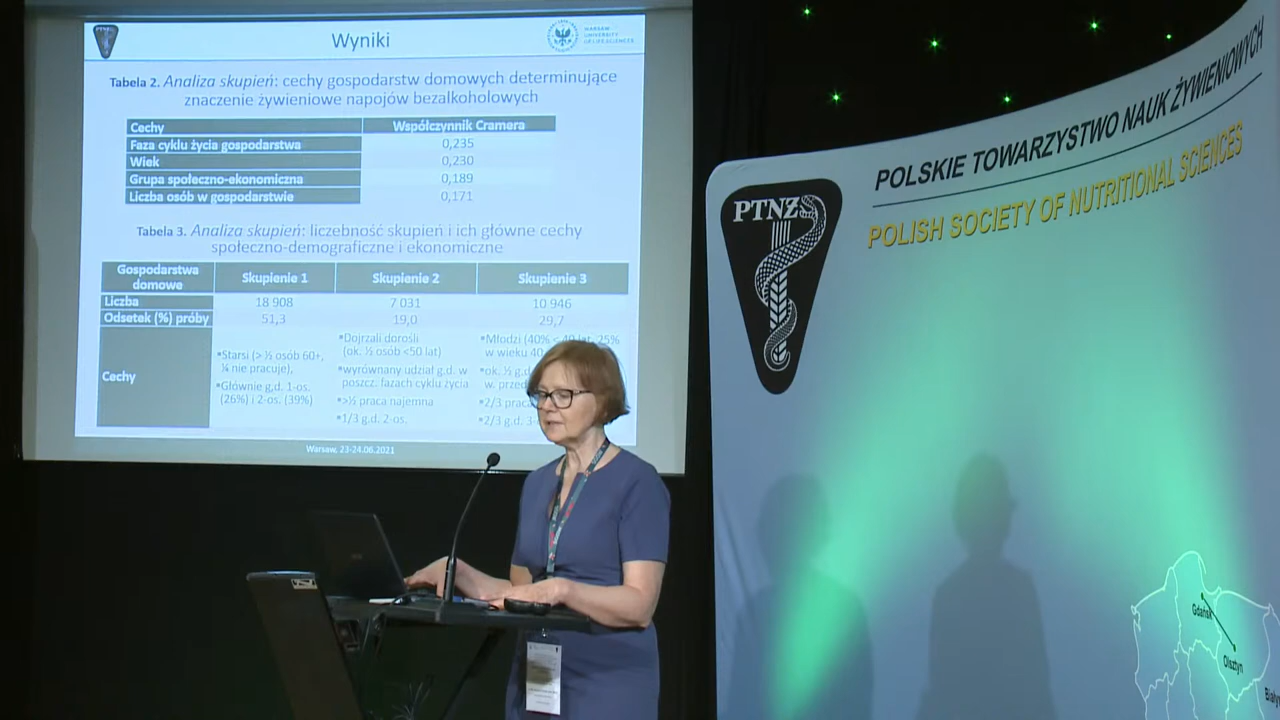 PTNŻ
Wyniki
WARSAW
UNIVERSITY
OF LIFE SCIENCES
Tabela 2. Analiza skupień: cechy gospodarstw domowych determinujące
znaczenie żywieniowe napojów bezalkoholowych
Cechy Współczynnik Cramera
Faza cyklu życia gospodarstwa 0,235
Wiek 0,230
Grupa społeczno-ekonomiczna 0,189
Liczba osób w gospodarstwie 0,171
Tabela 3. Analiza skupień: liczebność skupień i ich główne cechy
społeczno-demograficzne i ekonomiczne
Gospodarstwa
domowe
Skupienie 1 Skupienie 2 Skupienie 3
Liczba 18 908 7 031 10 946
Odsetek (%) próby 51,3 19,0 29,7
Cechy
▪Starsi (> ½ osób 60+,
¼ nie pracuje),
▪Głównie g.d. 1-os.
(26%) i 2-os. (39%)
▪Dojrzali dorośli
(ok. ½ osób <50 lat)
▪wyrównany udział g.d. w
poszcz. fazach cyklu życia
▪>½ praca najemna
▪1/3 g.d. 2-os.
▪Młodzi (40% < 40 lat, 25%
w wieku 40
▪ok. ½ g.d.
w. przed
▪2/3 prac
▪2/3 g.d. 3
Warsaw, 23-24.06.2021
POLSKIE TOWARZYSTWO NAUK ŻYWIENIOWYCH
POLISH SOCIETY OF NUTRITIONAL SCIENCES
PTNŻ
Gdańsk
Olsztyn
Biały